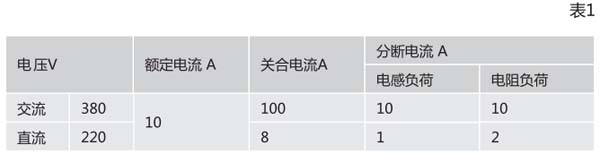 表1
电压V 额定电流 A 关合电流A 分断电流 A
电感负荷 电阻负荷
交流 380 10 100 10 10
直流 220 8 1 2